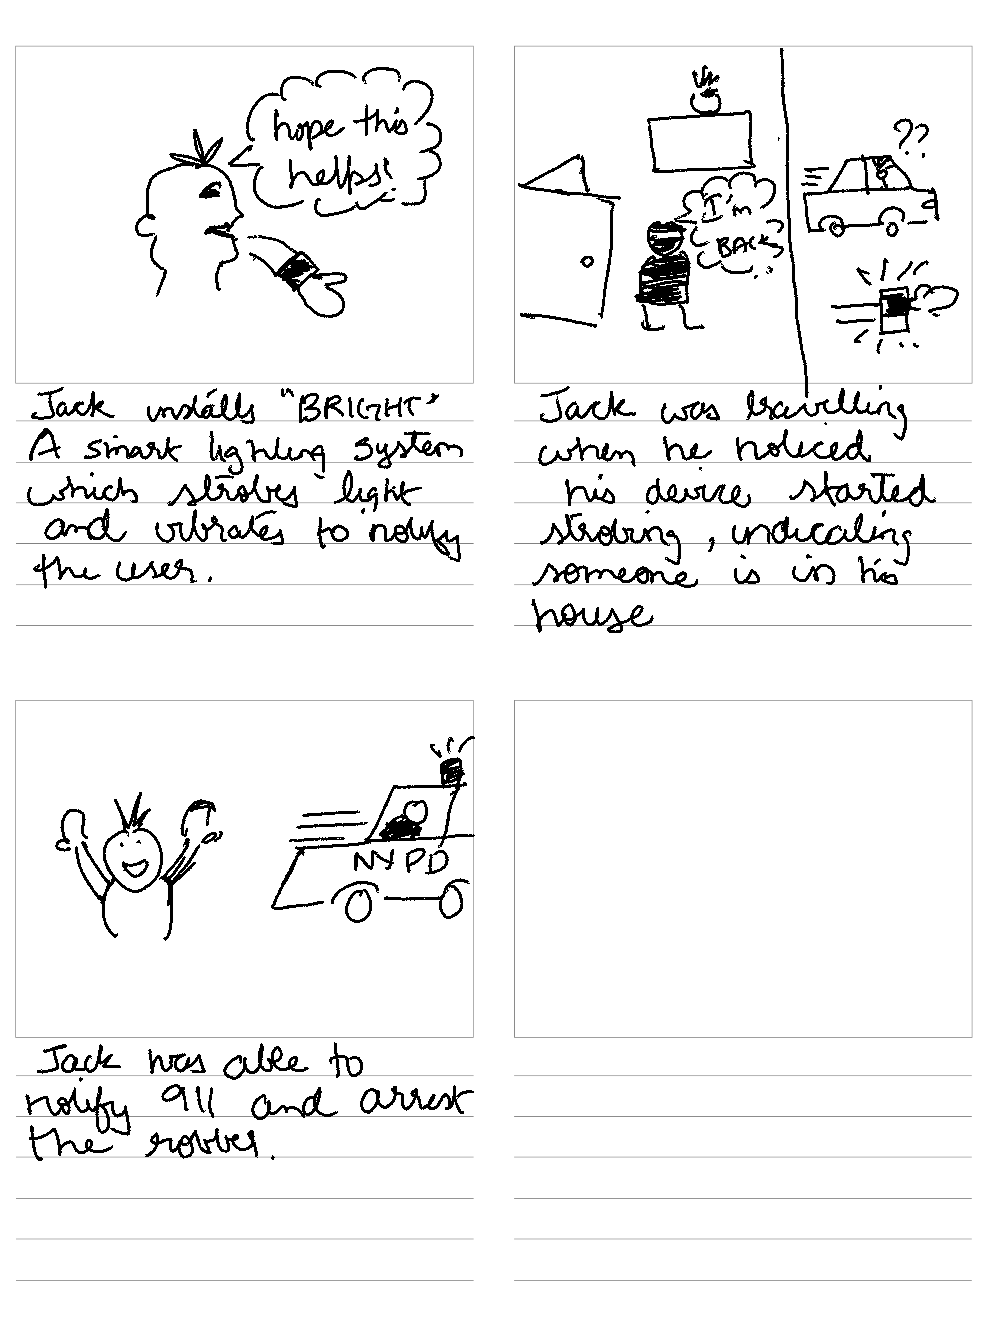 hope this
helps!
Jack installs "BRIGHT"
A smart lighting system
which strobes light
and vibrates to notify
the user.
I'm
BACK
??
Jack was travelling
when he noticed
his device started
strobing, indicating
someone is in his
house
NYPD
Jack was able to
notify 911 and arrest
the robber.